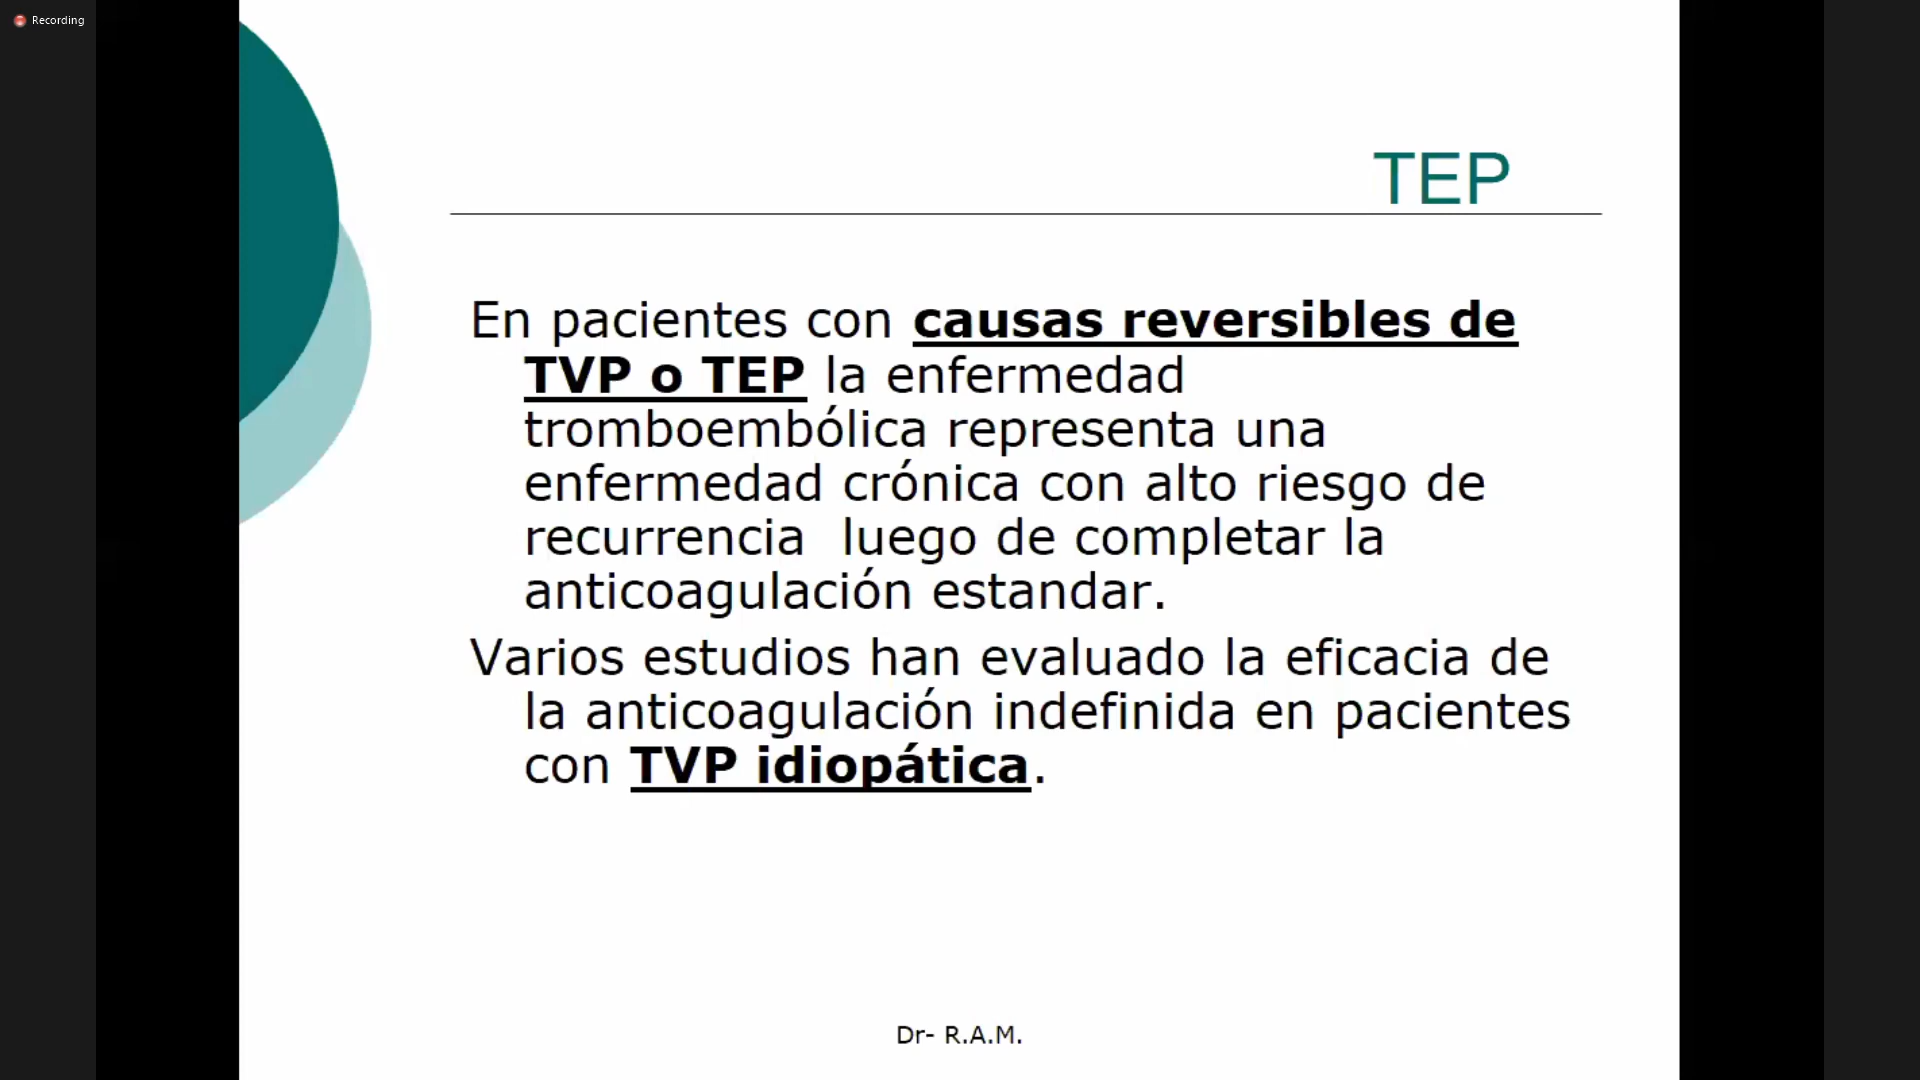 Recording
TEP
En pacientes con causas reversibles de
TVP o TEP la enfermedad
tromboembólica representa una
enfermedad crónica con alto riesgo de
recurrencia  luego de completar la
anticoagulación estandar.
Varios estudios han evaluado la eficacia de
la anticoagulación indefinida en pacientes
con TVP idiopática.
Dr- R.A.M.